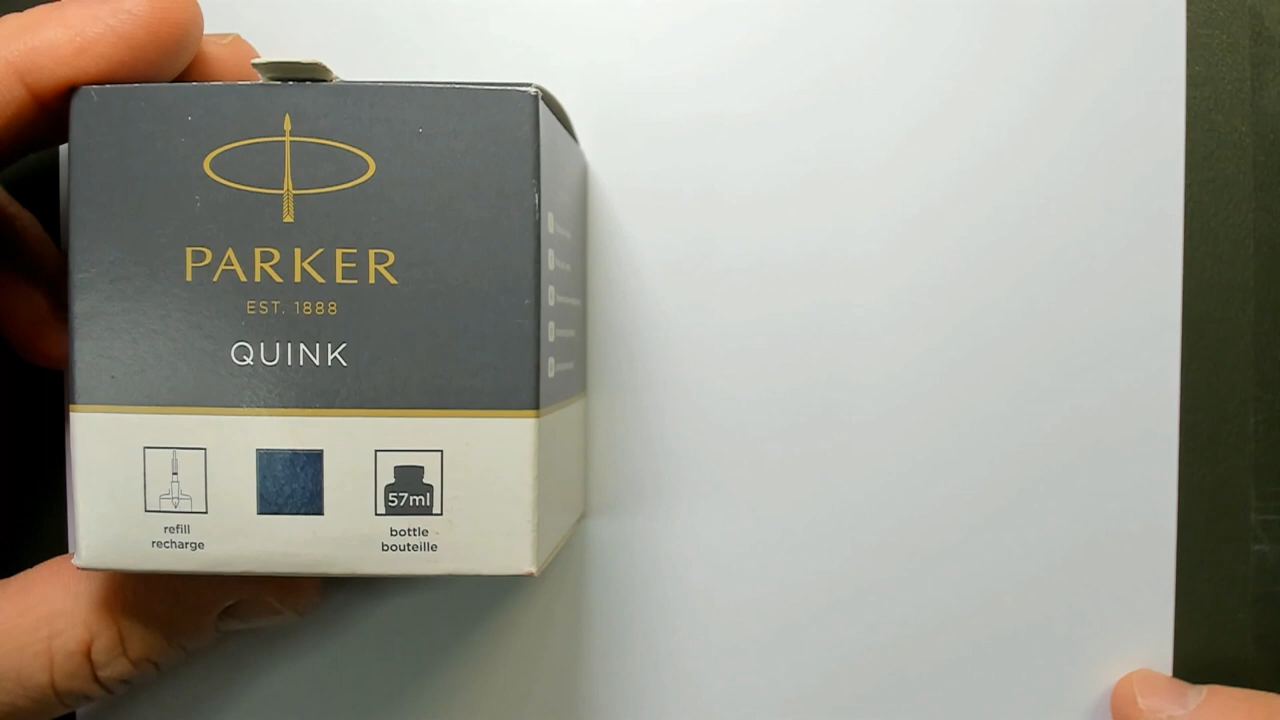 PARKER
EST. 1888
QUINK
57ml
refill
recharge
bottle
bouteille